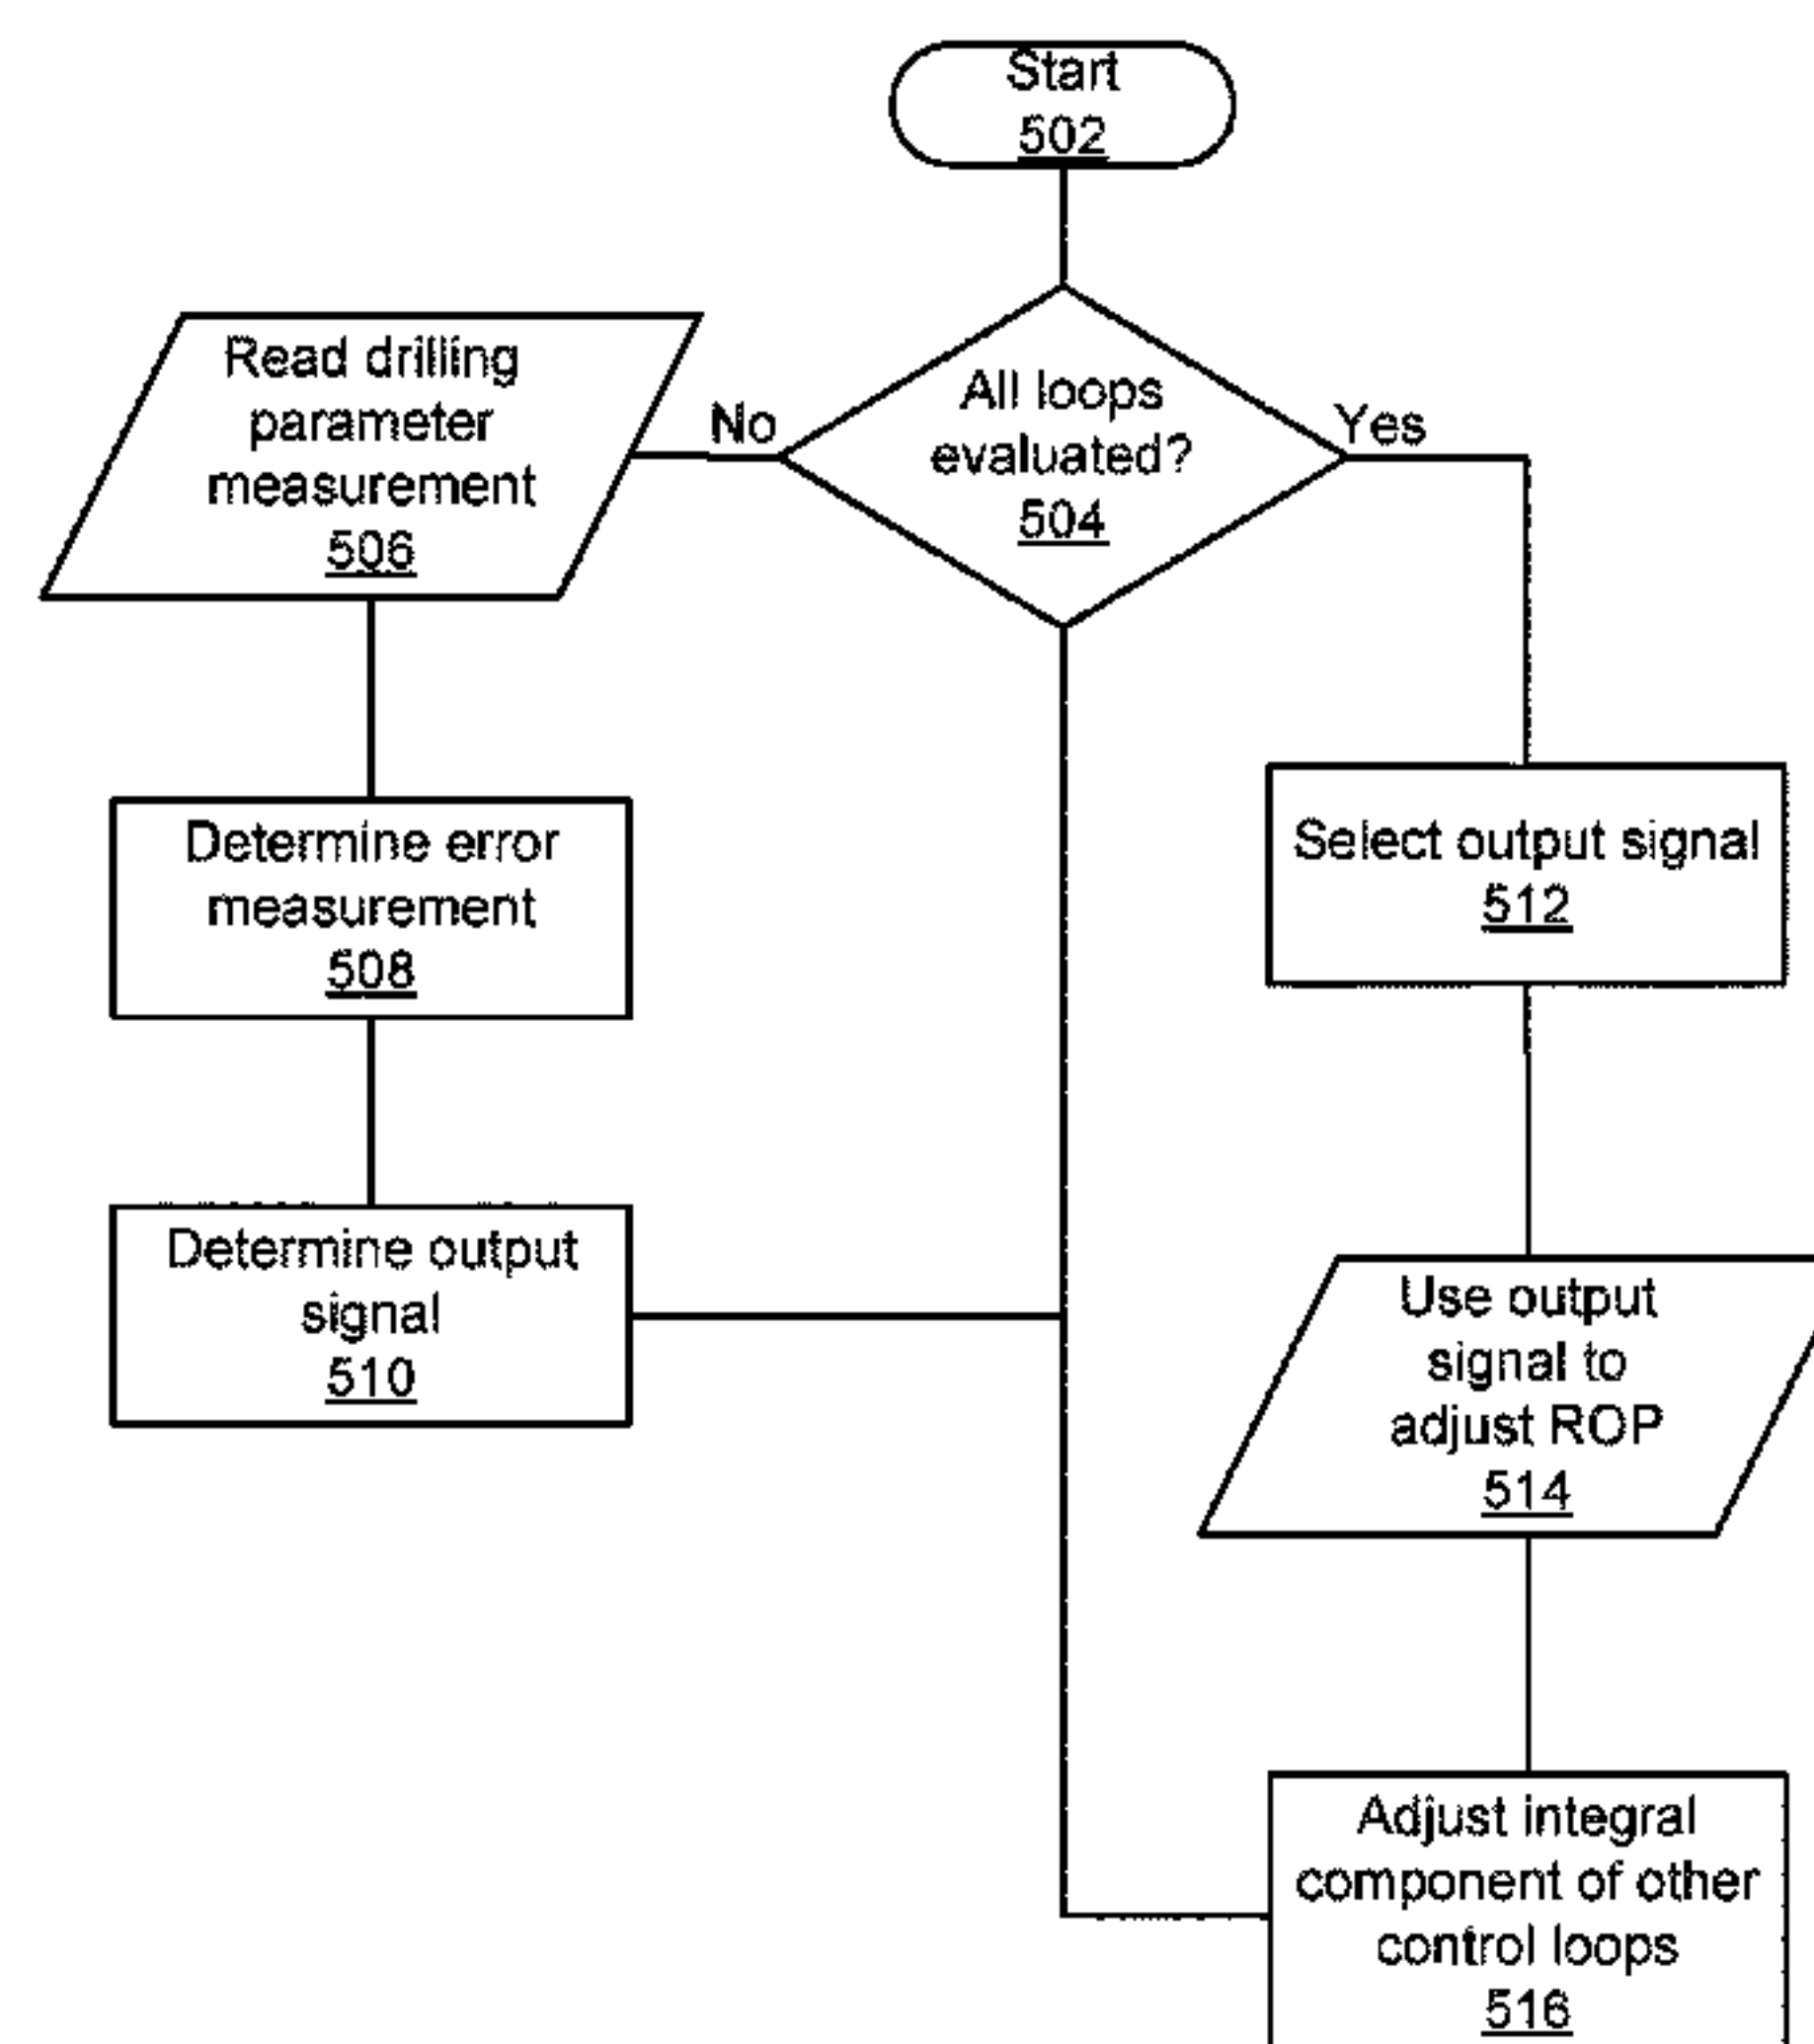 Start
502
All loops
evaluated?
504
No
Yes
Read drilling
parameter
measurement
506
Determine error
measurement
508
Determine output
signal
510
Select output signal
512
Use output
signal to
adjust ROP
514
Adjust integral
component of other
control loops
516